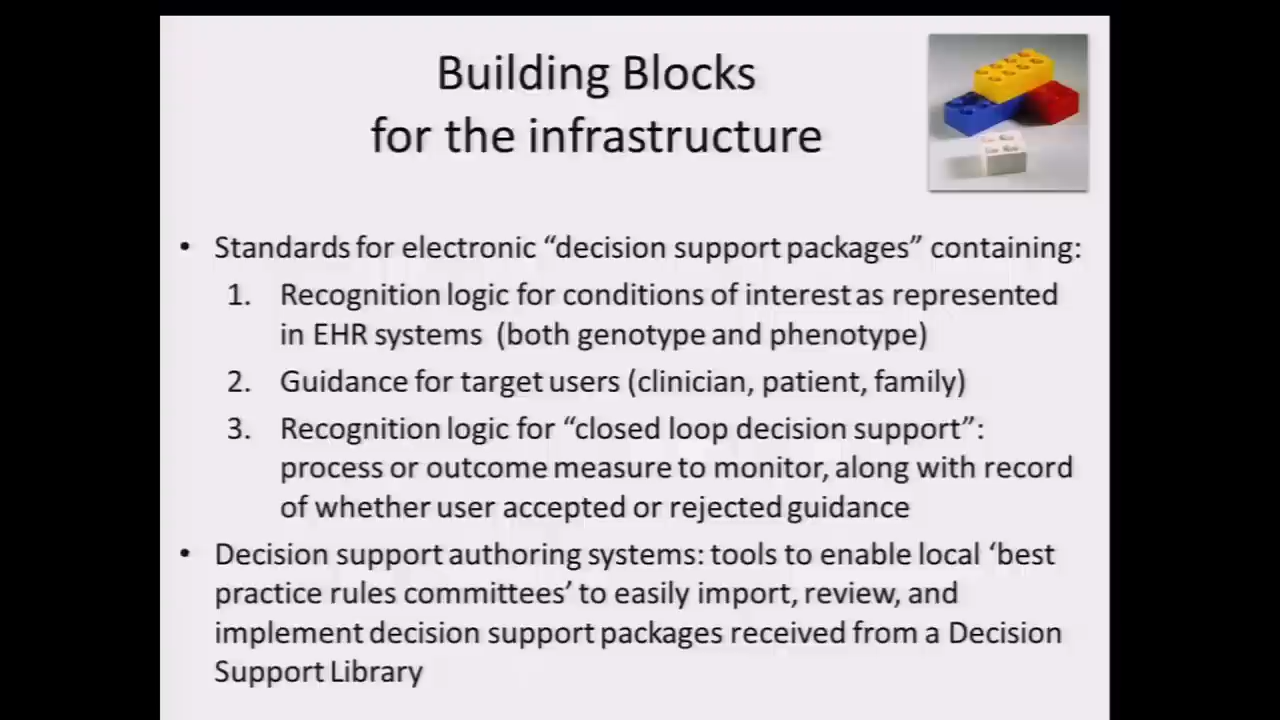 Building Blocks
for the infrastructure
• Standards for electronic “decision support packages” containing:
1. Recognition logic for conditions of interest as represented
in EHR systems (both genotype and phenotype)
2. Guidance for target users (clinician, patient, family)
3. Recognition logic for “closed loop decision support”:
process or outcome measure to monitor, along with record
of whether user accepted or rejected guidance
• Decision support authoring systems: tools to enable local ‘best
practice rules committees’ to easily import, review, and
implement decision support packages received from a Decision
Support Library